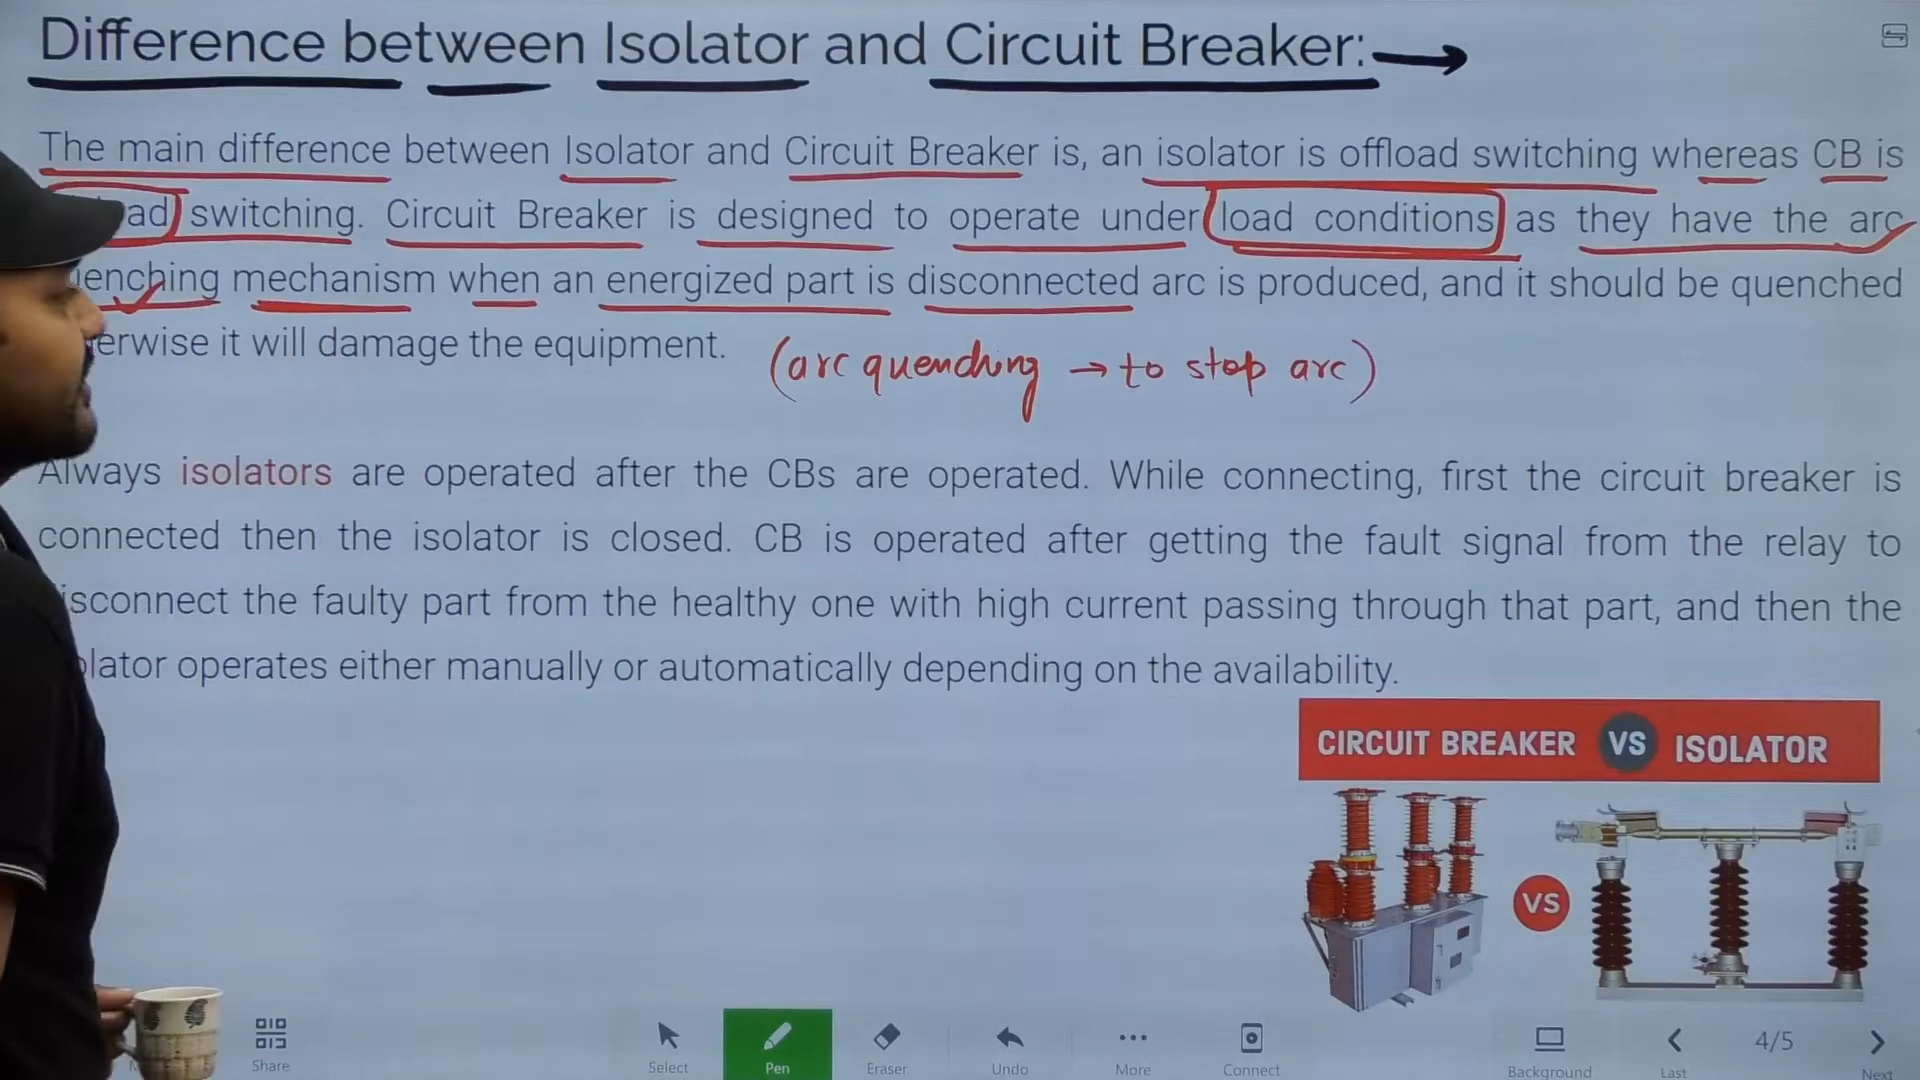 Difference between Isolator and Circuit Breaker:
The main difference between Isolator and Circuit Breaker is, an isolator is offload switching whereas CB is
switching. Circuit Breaker is designed to operate under load conditions as they have the arc
mechanism when an energized part is disconnected arc is produced, and it should be quenched
it will damage the equipment.
(arc quenching → to stop arc)
Always isolators are operated after the CBs are operated. While connecting, first the circuit breaker is
connected then the isolator is closed. CB is operated after getting the fault signal from the relay to
the faulty part from the healthy one with high current passing through that part, and then the
operates either manually or automatically depending on the availability.
CIRCUIT BREAKER VS ISOLATOR
VS
Share
Select
Pen
Eraser
Undo
More
Connect
Background
Last
4/5
Next